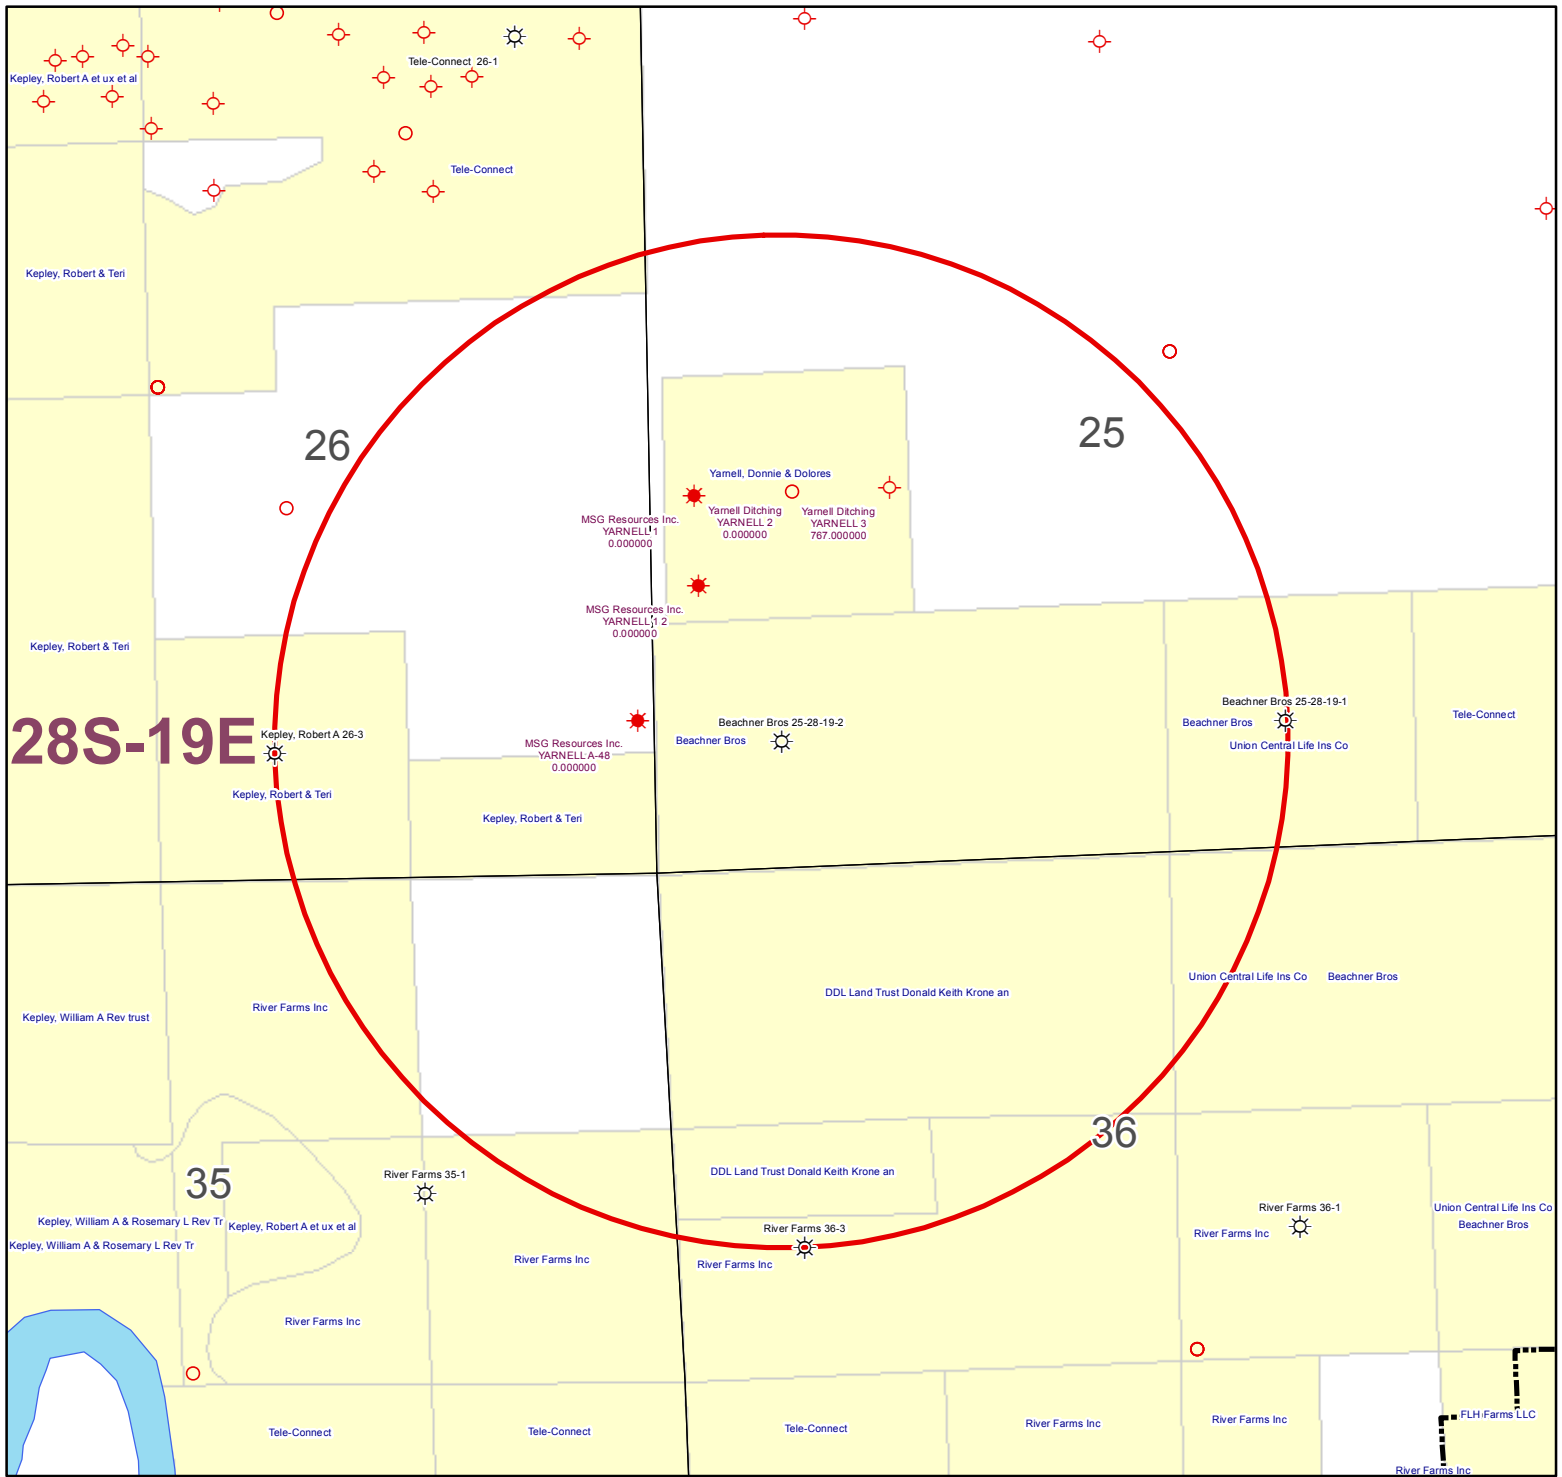 Tele-Connect 26-1
Kepley, Robert A et ux et al
Tele-Connect
Kepley, Robert & Teri
26
25
Yarnell, Donnie & Dolores
MSG Resources Inc.
YARNELL 1
0.000000
Yarnell Ditching
YARNELL 2
0.000000
Yarnell Ditching
YARNELL 3
767.000000
MSG Resources Inc.
YARNELL 1 2
0.000000
Kepley, Robert & Teri
28S-19E
Kepley, Robert A 26-3
Kepley, Robert & Teri
MSG Resources Inc.
YARNELL A-48
0.000000
Kepley, Robert & Teri
Beachner Bros 25-28-19-2
Beachner Bros
Beachner Bros 25-28-19-1
Beachner Bros
Union Central Life Ins Co
Tele-Connect
Kepley, William A Rev trust
River Farms Inc
DDL Land Trust Donald Keith Krone an
Union Central Life Ins Co
Beachner Bros
36
35
River Farms 35-1
DDL Land Trust Donald Keith Krone an
Kepley, William A & Rosemary L Rev Tr
Kepley, Robert A et ux et al
Kepley, William A & Rosemary L Rev Tr
River Farms Inc
River Farms 36-3
River Farms Inc
River Farms 36-1
River Farms Inc
Union Central Life Ins Co
Beachner Bros
River Farms Inc
Tele-Connect
Tele-Connect
Tele-Connect
River Farms Inc
River Farms Inc
FLH Farms LLC
River Farms Inc